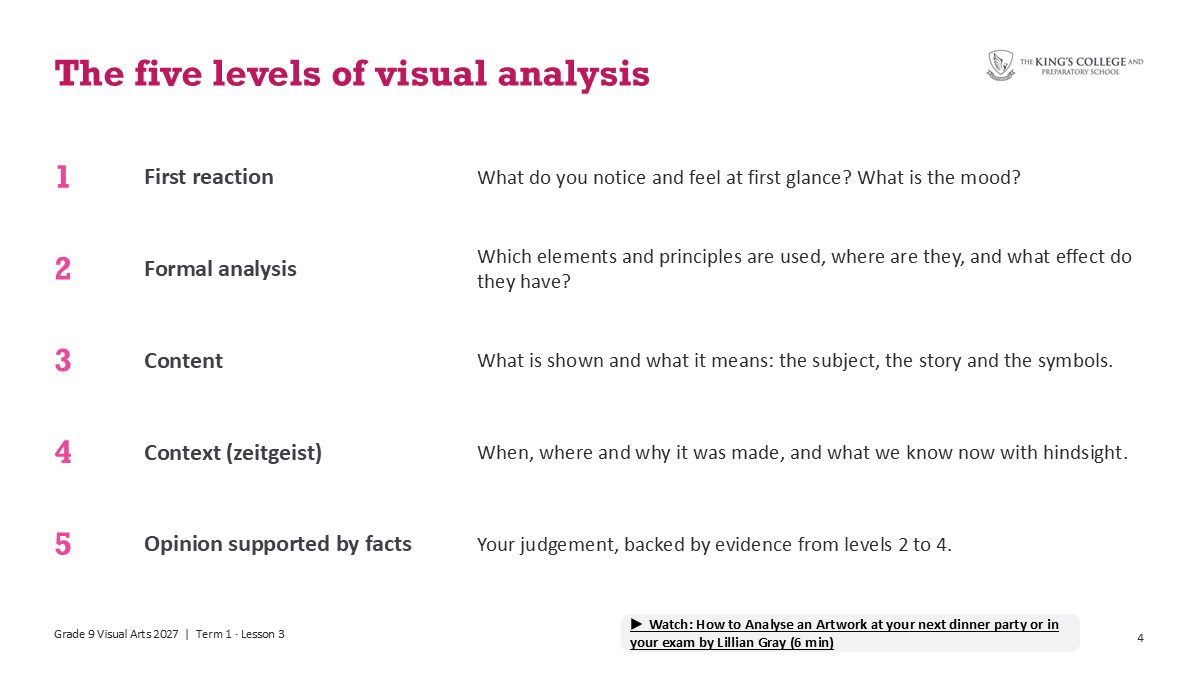 The five levels of visual analysis
THE KING'S COLLEGE AND
PREPARATORY SCHOOL
1
First reaction
What do you notice and feel at first glance? What is the mood?
2
Formal analysis
Which elements and principles are used, where are they, and what effect do
they have?
3
Content
What is shown and what it means: the subject, the story and the symbols.
4
Context (zeitgeist)
When, where and why it was made, and what we know now with hindsight.
5
Opinion supported by facts
Your judgement, backed by evidence from levels 2 to 4.
Grade 9 Visual Arts 2027 | Term 1 · Lesson 3
▶ Watch: How to Analyse an Artwork at your next dinner party or in
your exam by Lillian Gray (6 min)
4